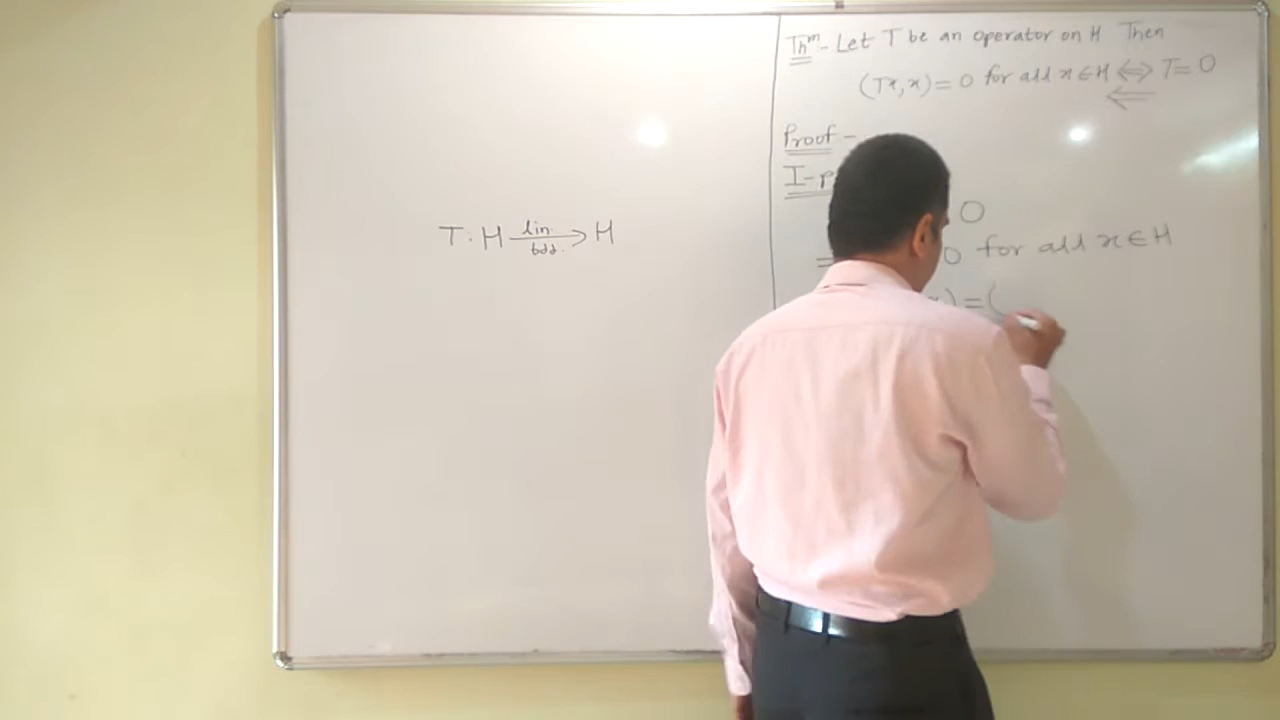 T: H lin. bdd. → H
Thm:- Let T be an operator on H Then
(Tx, x) = 0 for all x ∈ H ⇔ T = 0
⇐
Proof -
I-p
0
= 0 for all x ∈ H
x) = (